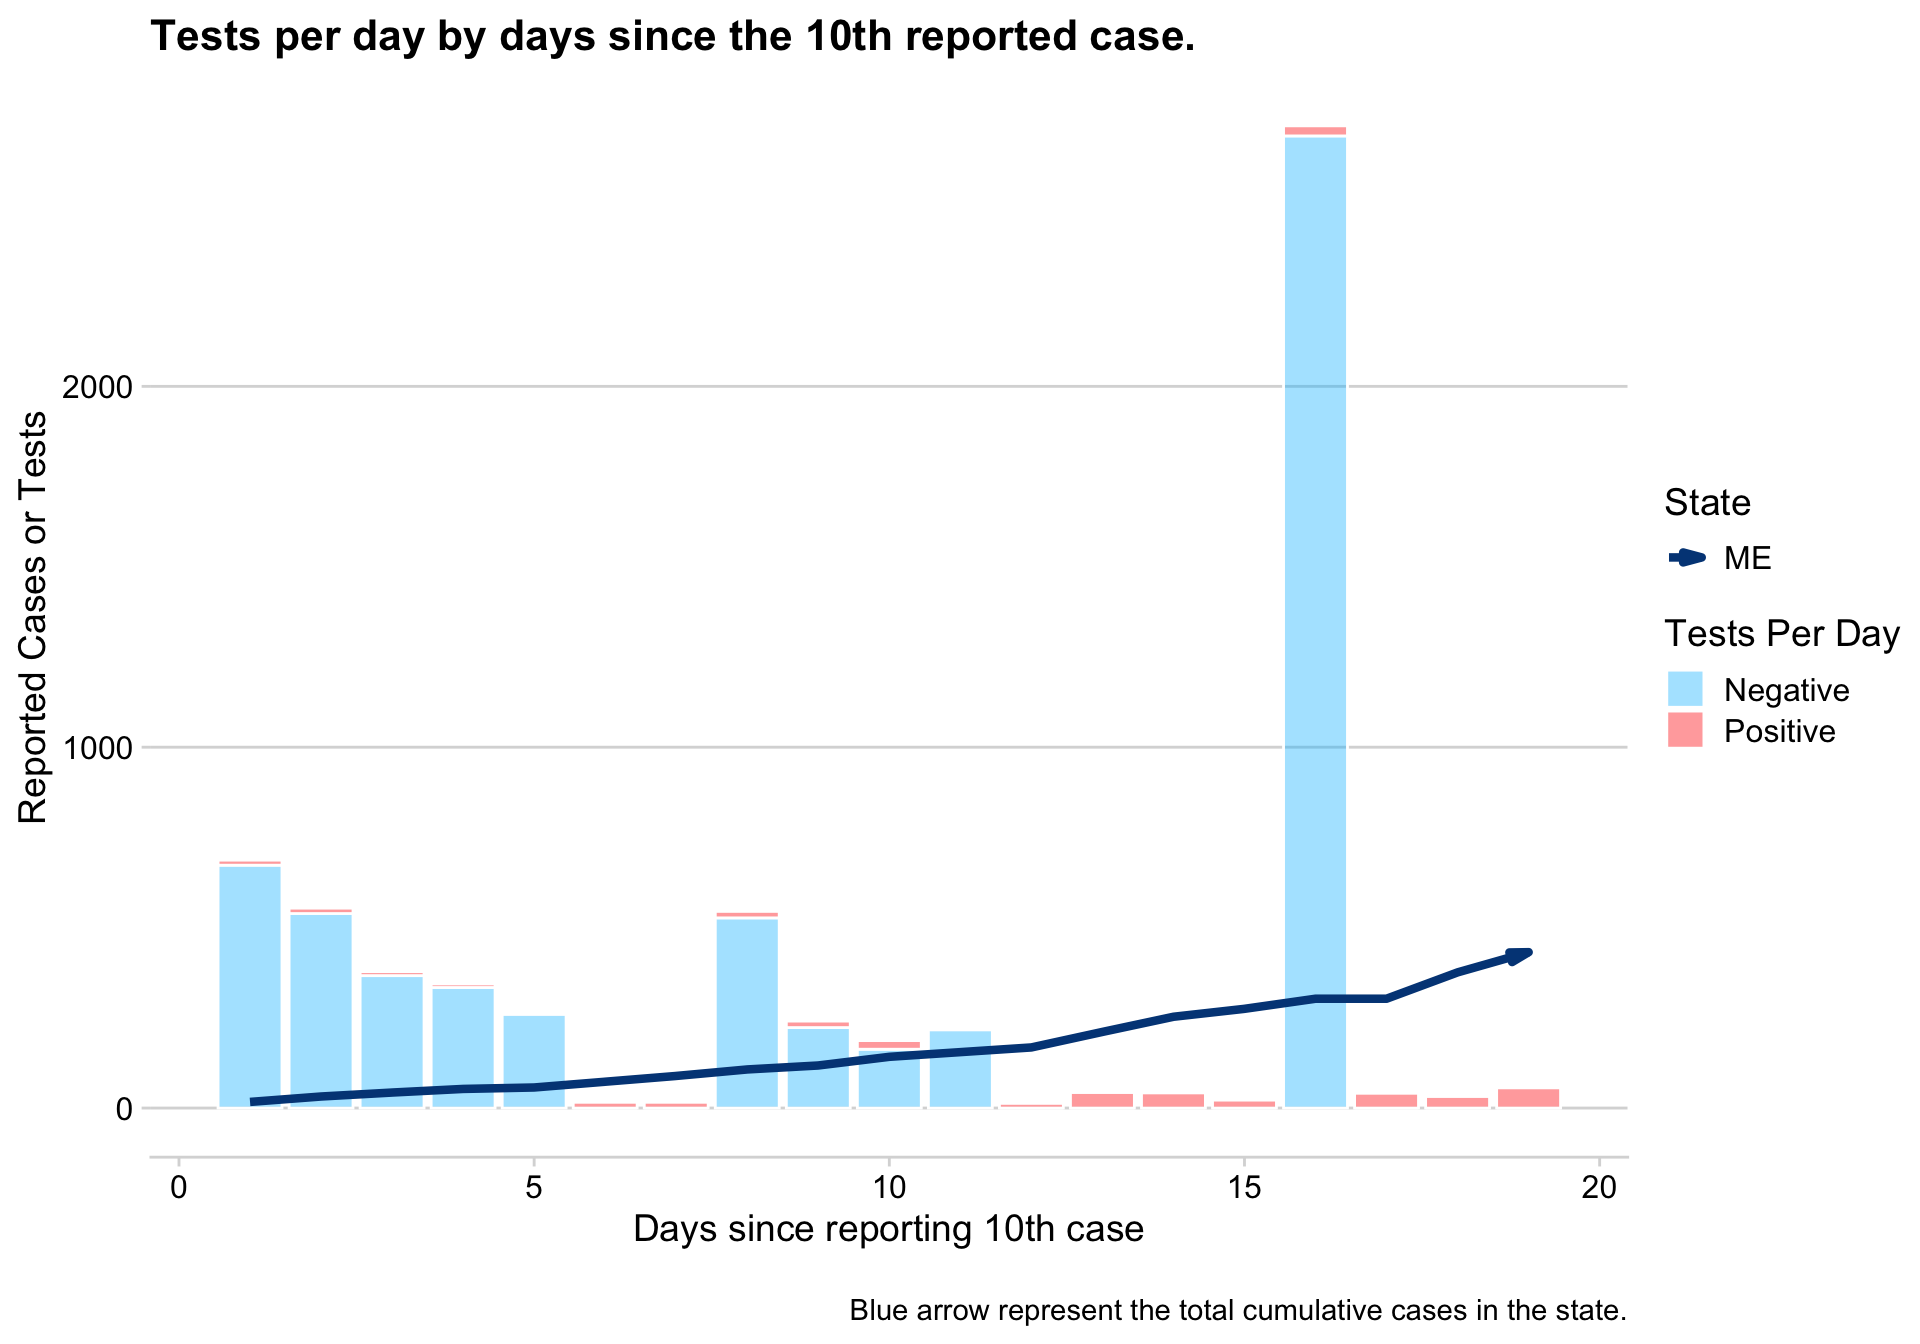 Tests per day by days since the 10th reported case.
Reported Cases or Tests
2000
1000
0
0 5 10 15 20
Days since reporting 10th case
State
ME
Tests Per Day
Negative
Positive
Blue arrow represent the total cumulative cases in the state.